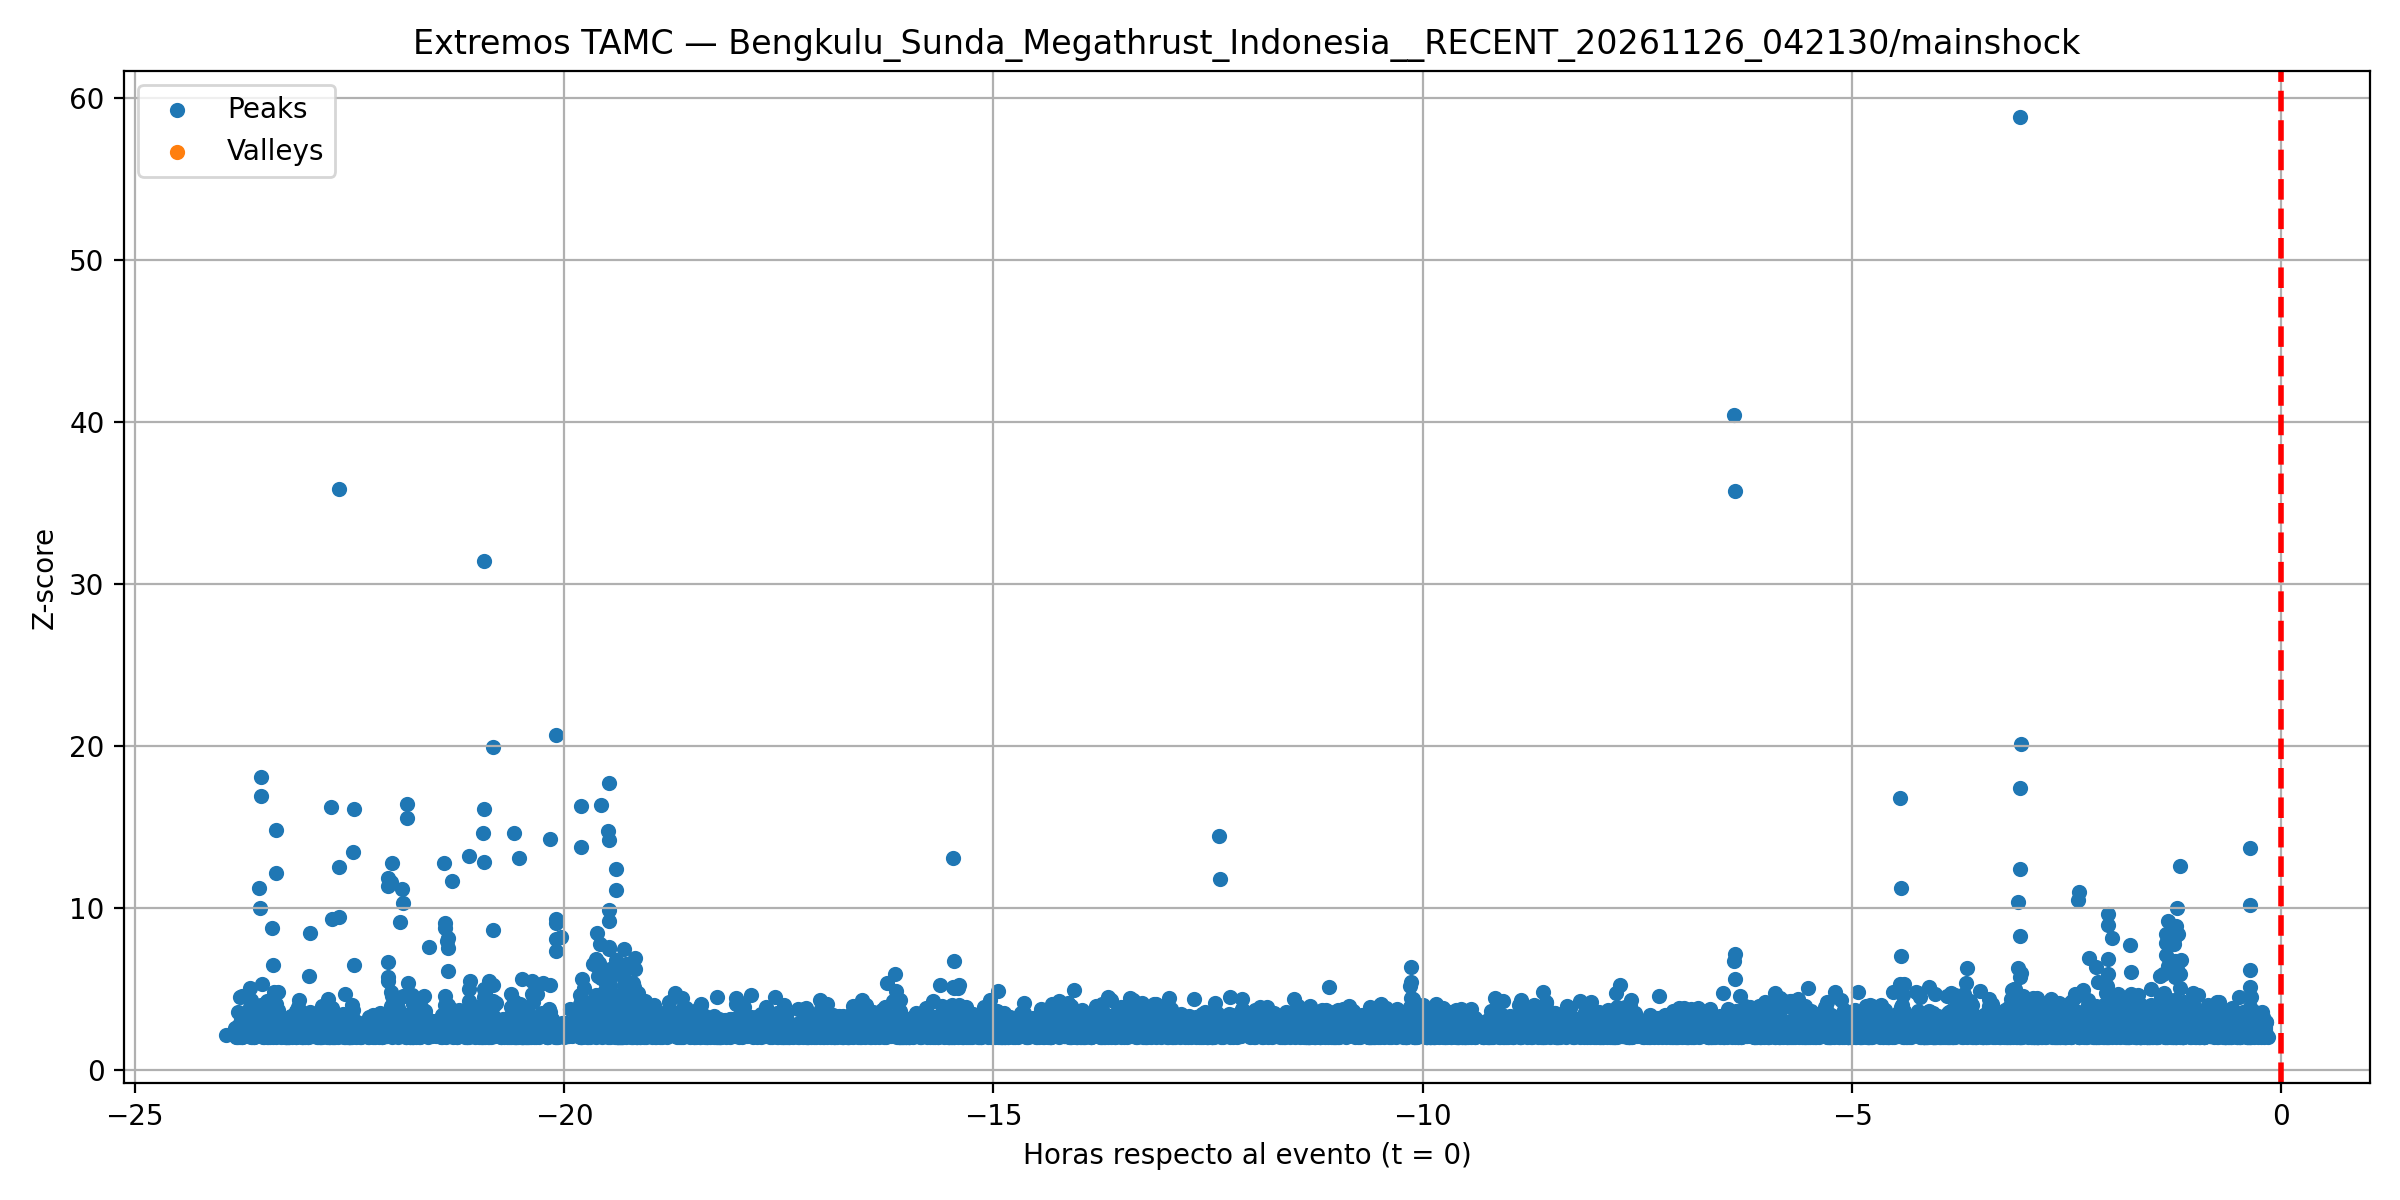 Extremos TAMC — Bengkulu_Sunda_Megathrust_Indonesia__RECENT_20261126_042130/mainshock
Peaks
Valleys
Z-score
60
50
40
30
20
10
0
−25 −20 −15 −10 −5 0
Horas respecto al evento (t = 0)